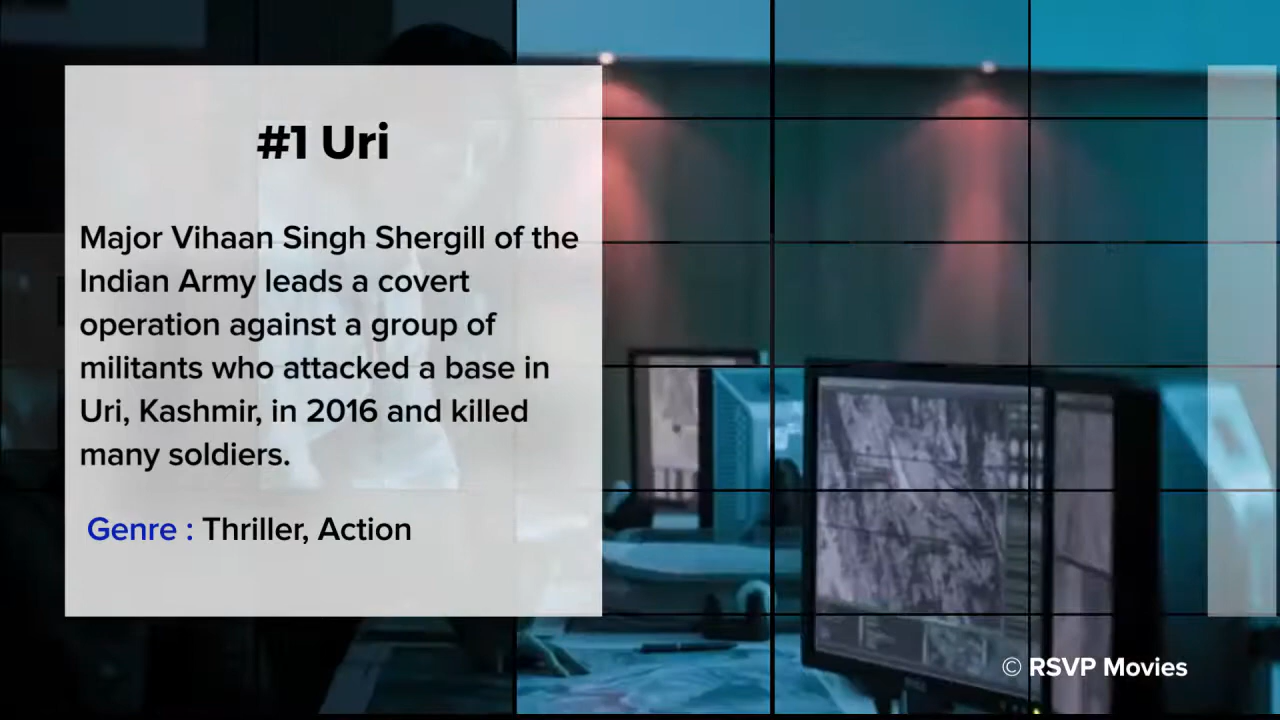 #1 Uri
Major Vihaan Singh Shergill of the
Indian Army leads a covert
operation against a group of
militants who attacked a base in
Uri, Kashmir, in 2016 and killed
many soldiers.
Genre : Thriller, Action
© RSVP Movies